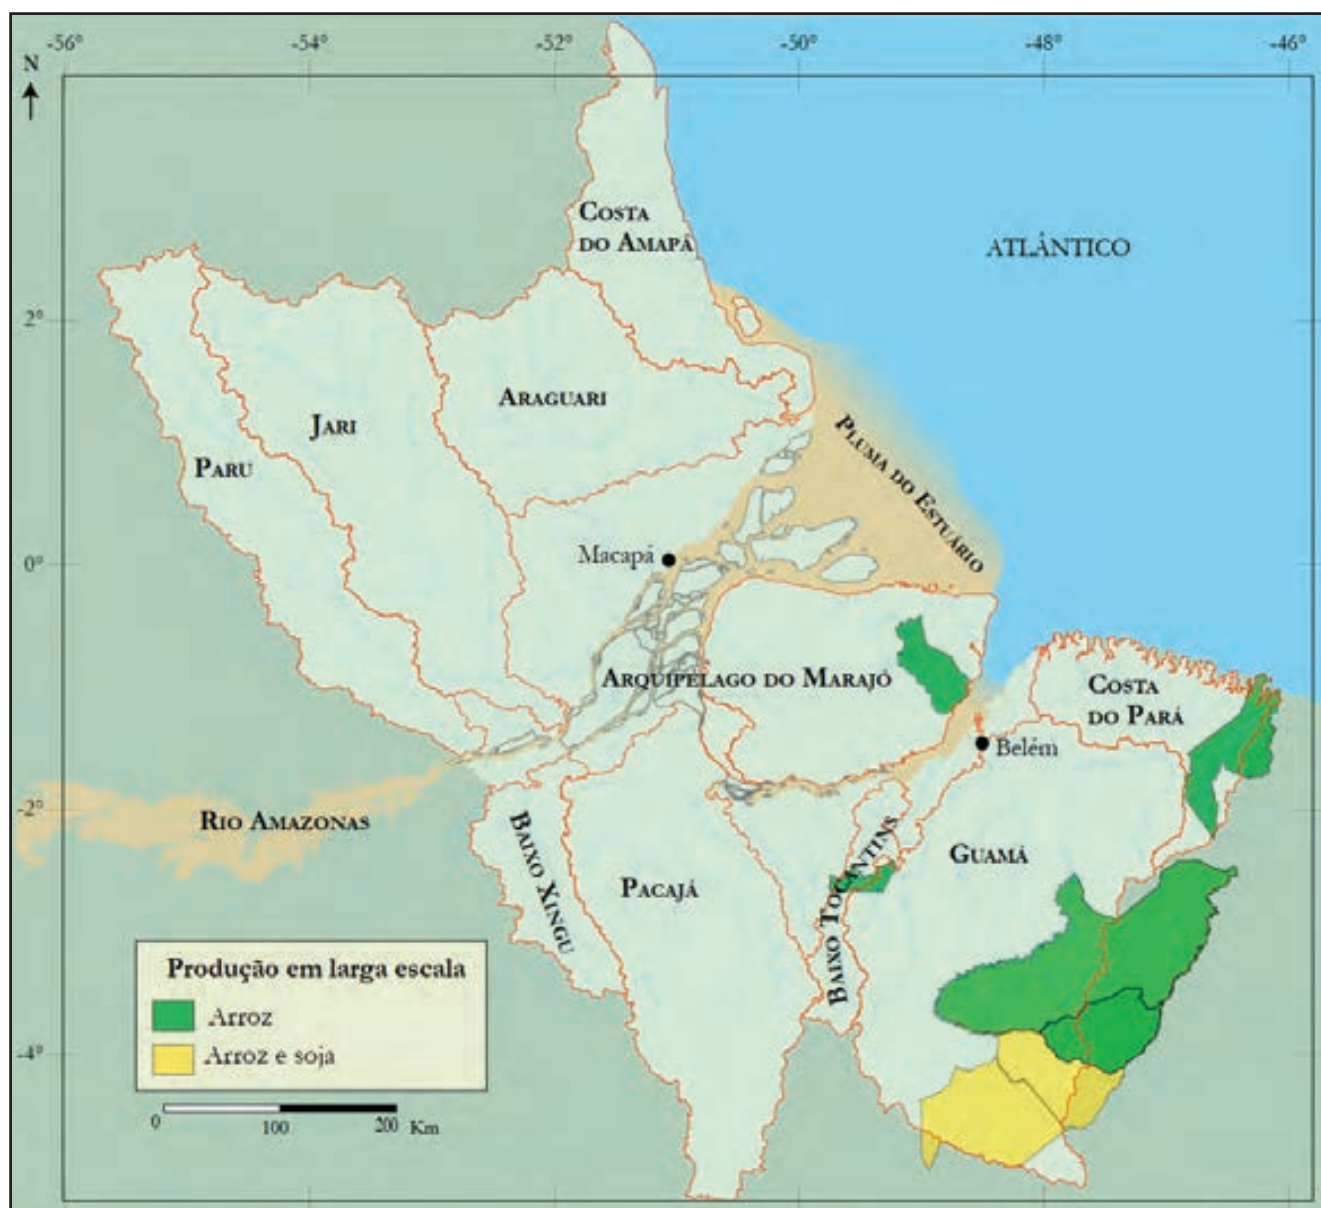 -56°
-54°
-52°
-50°
-48°
-46°
N
COSTA
DO AMAPÁ
ATLÂNTICO
2°
ARAGUARI
JARI
PARU
PLUMA DO ESTUÁRIO
0°
Macapá
ARQUIPELAGO DO MARAJÓ
COSTA
DO PARÁ
Belém
-2°
RIO AMAZONAS
BAIXO XINGU
PACAJÁ
BAIXO TOCANTINS
GUAMÁ
Produção em larga escala
Arroz
Arroz e soja
-4°
0
100
200 Km